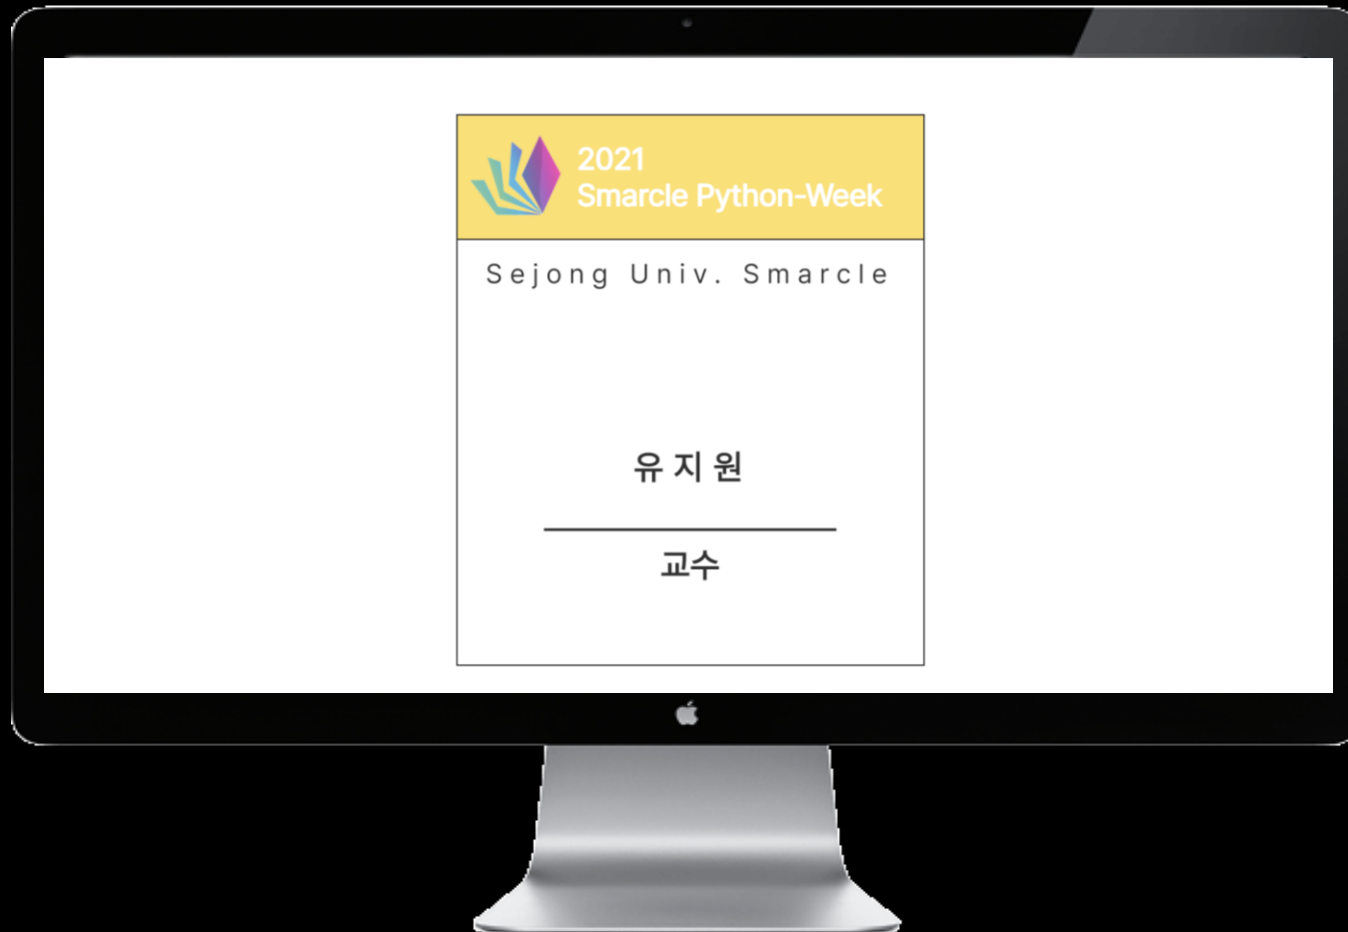 2021
Smarcle Python-Week
Sejong Univ. Smarcle
유 지 원
교수